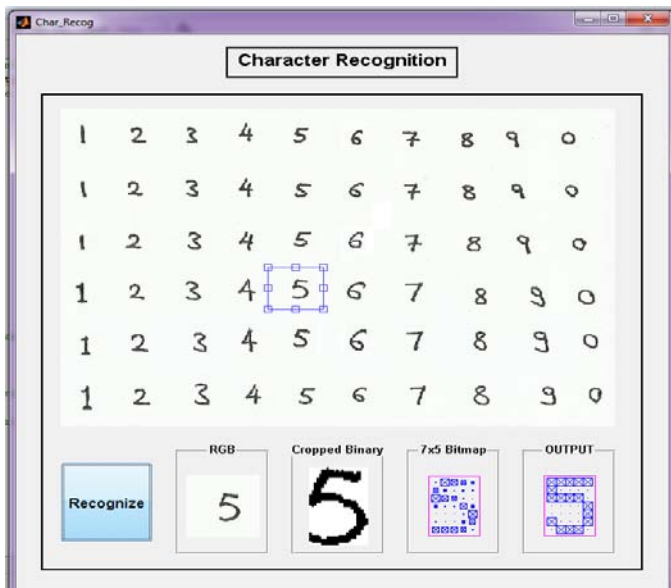 Char_Recog
Character Recognition
1 2 3 4 5 6 7 8 9 0
1 2 3 4 5 6 7 8 9 0
1 2 3 4 5 6 7 8 9 0
1 2 3 4 5 6 7 8 9 0
1 2 3 4 5 6 7 8 9 0
1 2 3 4 5 6 7 8 9 0
Recognize
RGB
5
Cropped Binary
5
7x5 Bitmap
OUTPUT
5